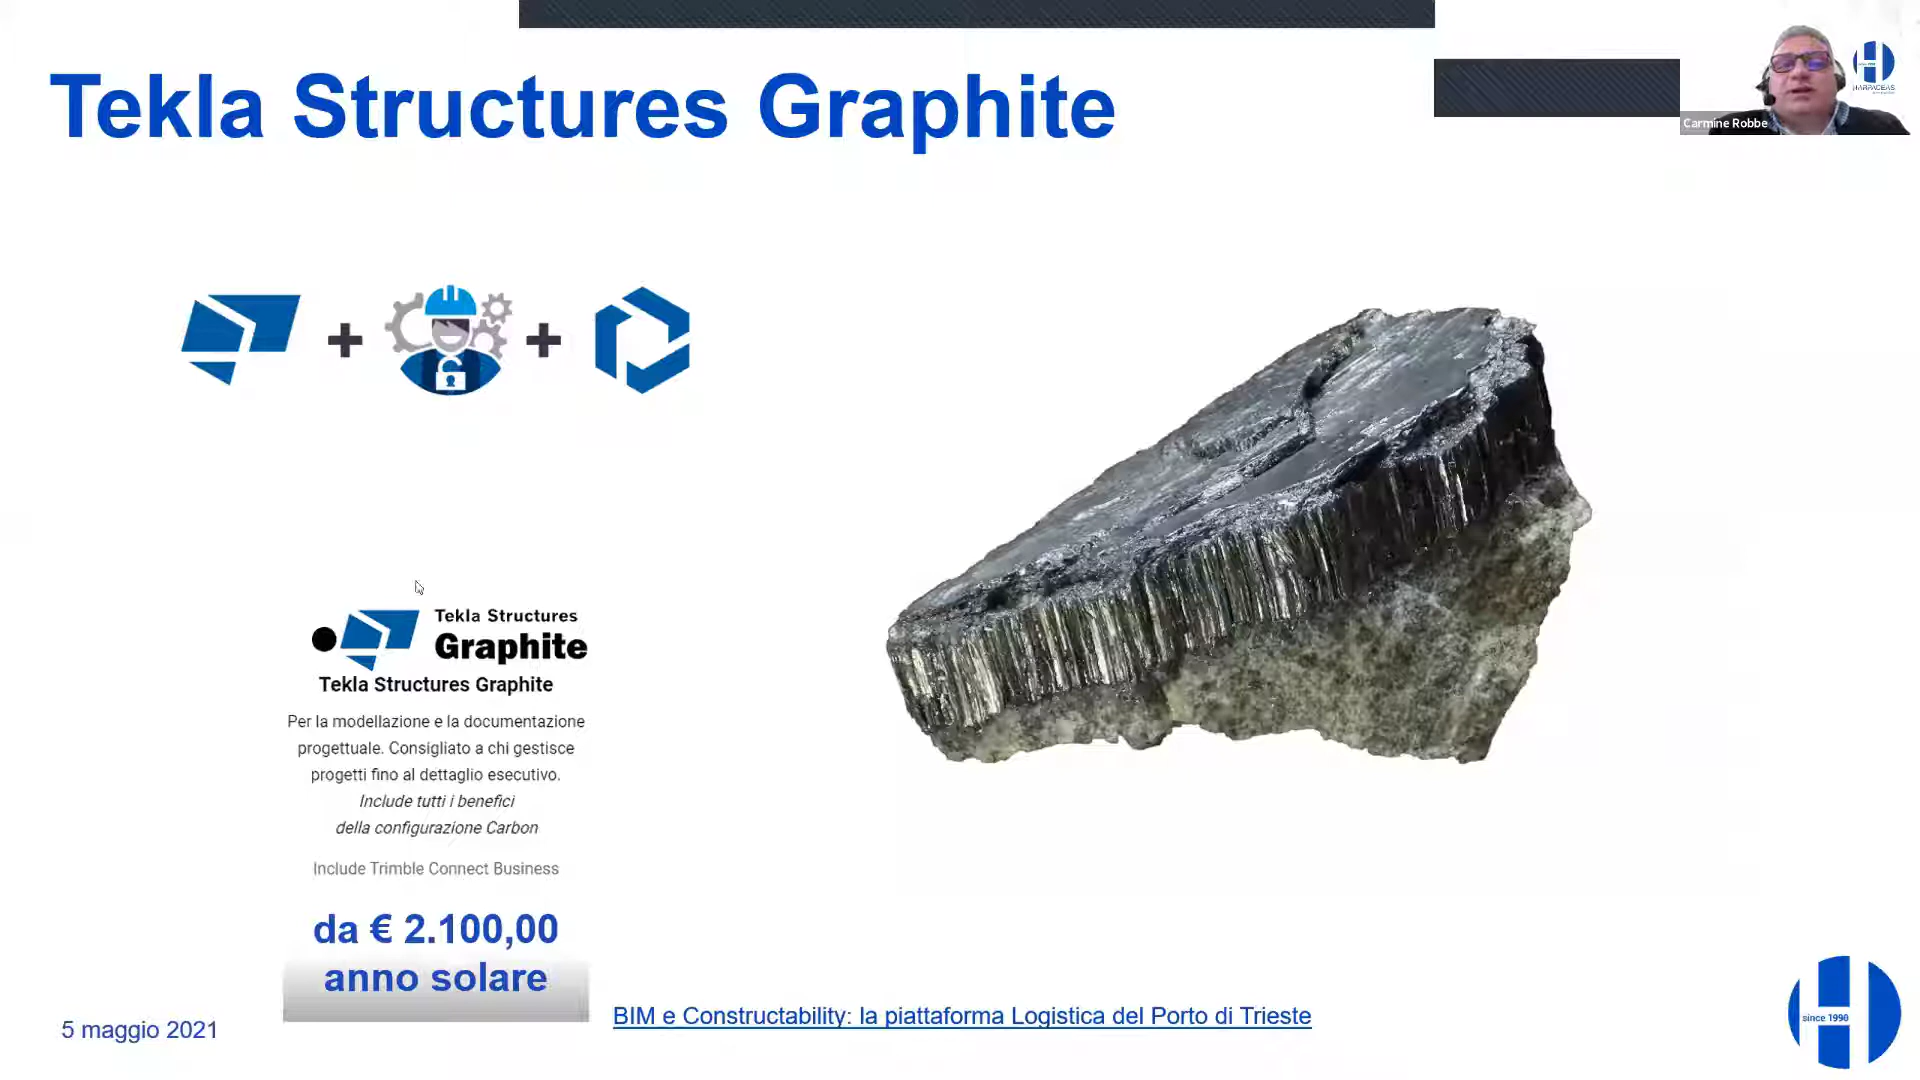 Tekla Structures Graphite
HARPACEAS
Carmine Robbe
Tekla Structures
Graphite
Tekla Structures Graphite
Per la modellazione e la documentazione
progettuale. Consigliato a chi gestisce
progetti fino al dettaglio esecutivo.
Include tutti i benefici
della configurazione Carbon
Include Trimble Connect Business
da € 2.100,00
anno solare
BIM e Constructability: la piattaforma Logistica del Porto di Trieste
5 maggio 2021
since 1990